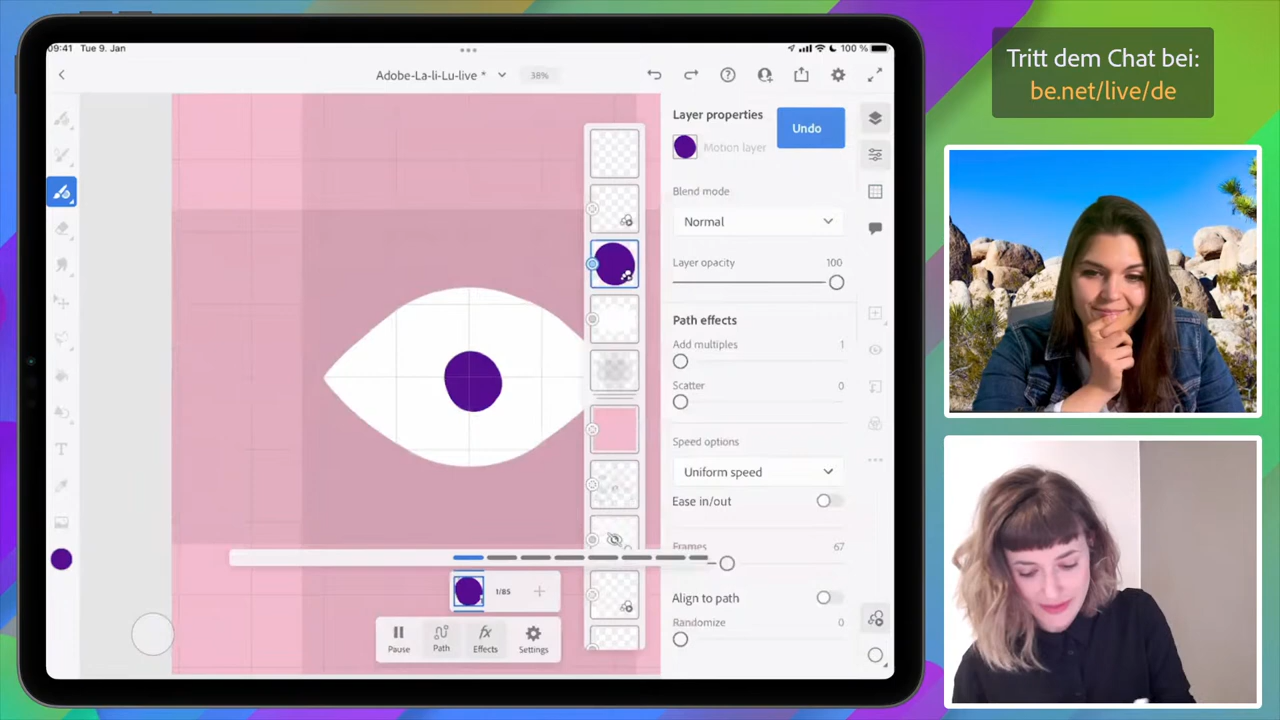 09:41 Tue 9. Jan
100 %
Adobe-La-li-Lu-live *
38%
Tritt dem Chat bei:
be.net/live/de
Layer properties
Undo
Motion layer
Blend mode
Normal
Layer opacity 100
Path effects
Add multiples 1
Scatter 0
Speed options
Uniform speed
Ease in/out
Frames 67
Align to path
Randomize 0
T
1/85
Pause
Path
fx
Effects
Settings